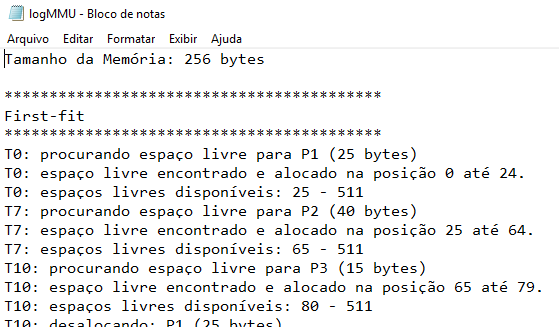 logMMU - Bloco de notas
Arquivo Editar Formatar Exibir Ajuda
Tamanho da Memória: 256 bytes
******************************************
First-fit
******************************************
T0: procurando espaço livre para P1 (25 bytes)
T0: espaço livre encontrado e alocado na posição 0 até 24.
T0: espaços livres disponíveis: 25 - 511
T7: procurando espaço livre para P2 (40 bytes)
T7: espaço livre encontrado e alocado na posição 25 até 64.
T7: espaços livres disponíveis: 65 - 511
T10: procurando espaço livre para P3 (15 bytes)
T10: espaço livre encontrado e alocado na posição 65 até 79.
T10: espaços livres disponíveis: 80 - 511
T10: desalocando: P1 (25 bytes)